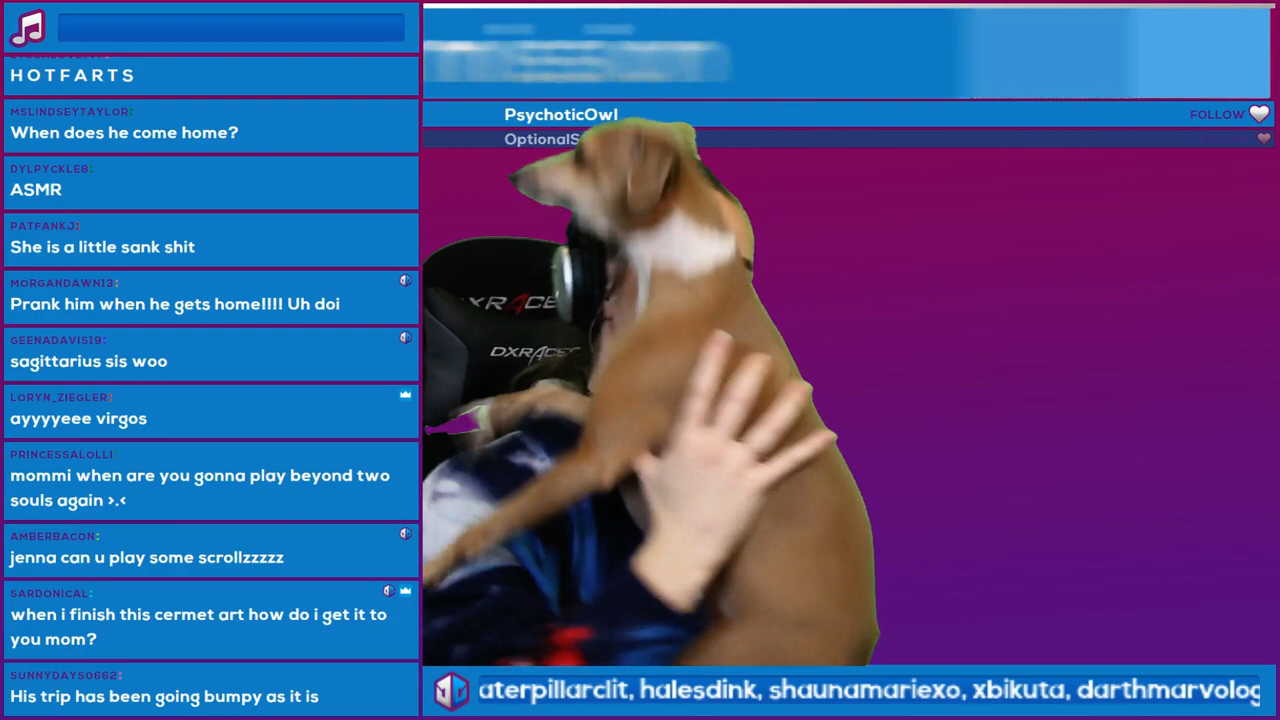 HOTFARTS
MSLINDSEYTAYLOR:
When does he come home?
DYLPYCKLE8:
ASMR
PATFANKJ:
She is a little sank shit
MORGANDAWN13:
Prank him when he gets home!!!! Uh doi
GEENADAVIS19:
sagittarius sis woo
LORYN_ZIEGLER:
ayyyyeee virgos
PRINCESSALOLLI
mommi when are you gonna play beyond two
souls again >.<
AMBERBACON:
jenna can u play some scrollzzzzz
SARDONICAL:
when i finish this cermet art how do i get it to
you mom?
SUNNYDAYS0662:
His trip has been going bumpy as it is
PsychoticOwl
FOLLOW
DXRACER
aterpillarclit, halesdink, shaunamariexo, xbikuta, darthmarvolog